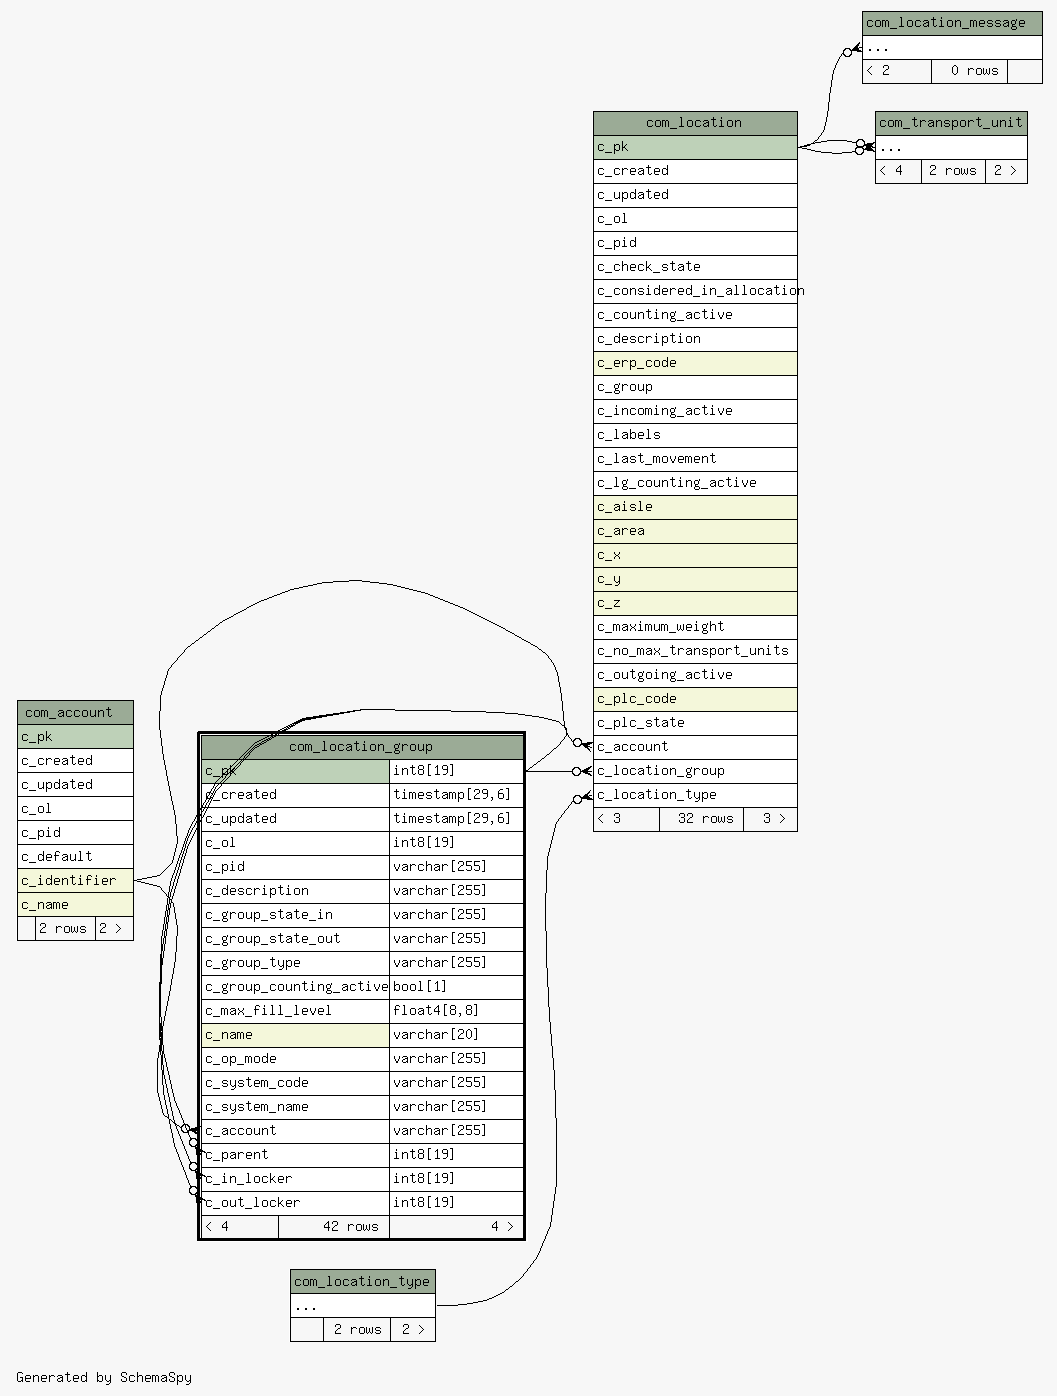 com_location_message
...
< 2 0 rows
com_transport_unit
...
< 4 2 rows 2 >
com_location
c_pk
c_created
c_updated
c_ol
c_pid
c_check_state
c_considered_in_allocation
c_counting_active
c_description
c_erp_code
c_group
c_incoming_active
c_labels
c_last_movement
c_lg_counting_active
c_aisle
c_area
c_x
c_y
c_z
c_maximum_weight
c_no_max_transport_units
c_outgoing_active
c_plc_code
c_plc_state
c_account
c_location_group
c_location_type
< 3 32 rows 3 >
com_account
c_pk
c_created
c_updated
c_ol
c_pid
c_default
c_identifier
c_name
2 rows 2 >
com_location_group
c_pk int8[19]
c_created timestamp[29,6]
c_updated timestamp[29,6]
c_ol int8[19]
c_pid varchar[255]
c_description varchar[255]
c_group_state_in varchar[255]
c_group_state_out varchar[255]
c_group_type varchar[255]
c_group_counting_active bool[1]
c_max_fill_level float4[8,8]
c_name varchar[20]
c_op_mode varchar[255]
c_system_code varchar[255]
c_system_name varchar[255]
c_account varchar[255]
c_parent int8[19]
c_in_locker int8[19]
c_out_locker int8[19]
< 4 42 rows 4 >
com_location_type
...
2 rows 2 >
Generated by SchemaSpy